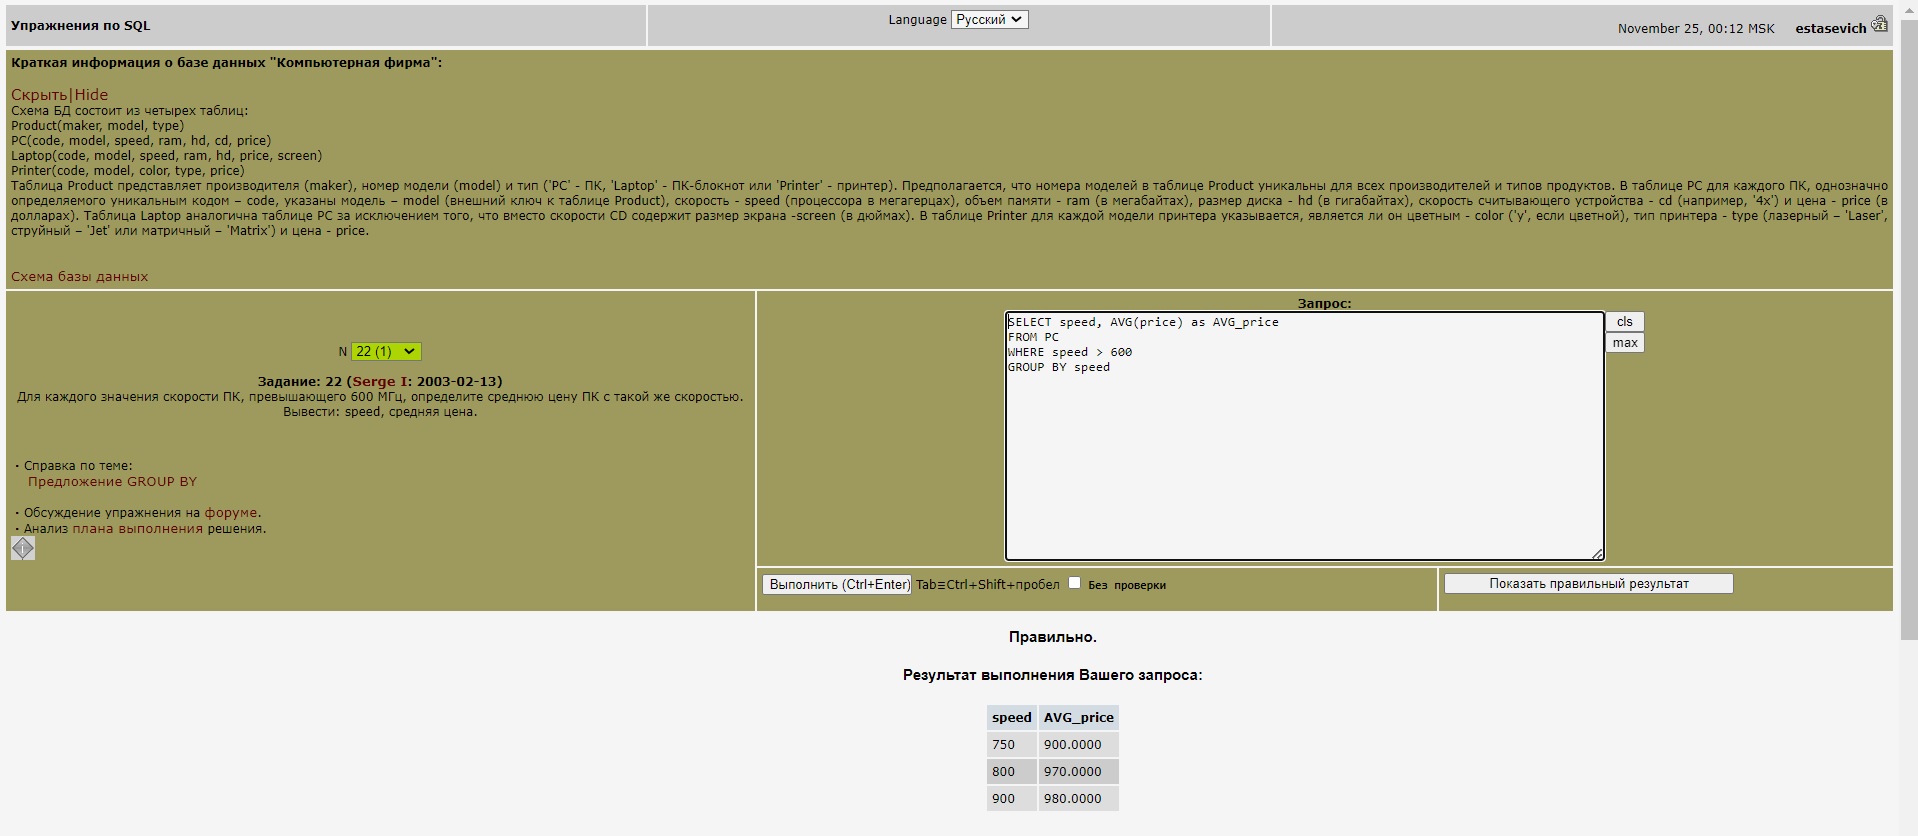 Упражнения по SQL
Language Русский
November 25, 00:12 MSK estasevich
Краткая информация о базе данных "Компьютерная фирма":
Скрыть|Hide
Схема БД состоит из четырех таблиц:
Product(maker, model, type)
PC(code, model, speed, ram, hd, cd, price)
Laptop(code, model, speed, ram, hd, price, screen)
Printer(code, model, color, type, price)
Таблица Product представляет производителя (maker), номер модели (model) и тип ('PC' - ПК, 'Laptop' - ПК-блокнот или 'Printer' - принтер). Предполагается, что номера моделей в таблице Product уникальны для всех производителей и типов продуктов. В таблице PC для каждого ПК, однозначно
определяемого уникальным кодом – code, указаны модель – model (внешний ключ к таблице Product), скорость - speed (процессора в мегагерцах), объем памяти - ram (в мегабайтах), размер диска - hd (в гигабайтах), скорость считывающего устройства - cd (например, '4x') и цена - price (в
долларах). Таблица Laptop аналогична таблице РС за исключением того, что вместо скорости CD содержит размер экрана -screen (в дюймах). В таблице Printer для каждой модели принтера указывается, является ли он цветным - color ('y', если цветной), тип принтера - type (лазерный – 'Laser',
струйный – 'Jet' или матричный – 'Matrix') и цена - price.
Схема базы данных
N 22 (1)
Задание: 22 (Serge I: 2003-02-13)
Для каждого значения скорости ПК, превышающего 600 МГц, определите среднюю цену ПК с такой же скоростью.
Вывести: speed, средняя цена.
· Справка по теме:
Предложение GROUP BY
· Обсуждение упражнения на форуме.
· Анализ плана выполнения решения.
Запрос:
SELECT speed, AVG(price) as AVG_price
FROM PC
WHERE speed > 600
GROUP BY speed
cls
max
Выполнить (Ctrl+Enter) Tab≡Ctrl+Shift+пробел Без проверки
Показать правильный результат
Правильно.
Результат выполнения Вашего запроса:
speed AVG_price
750 900.0000
800 970.0000
900 980.0000